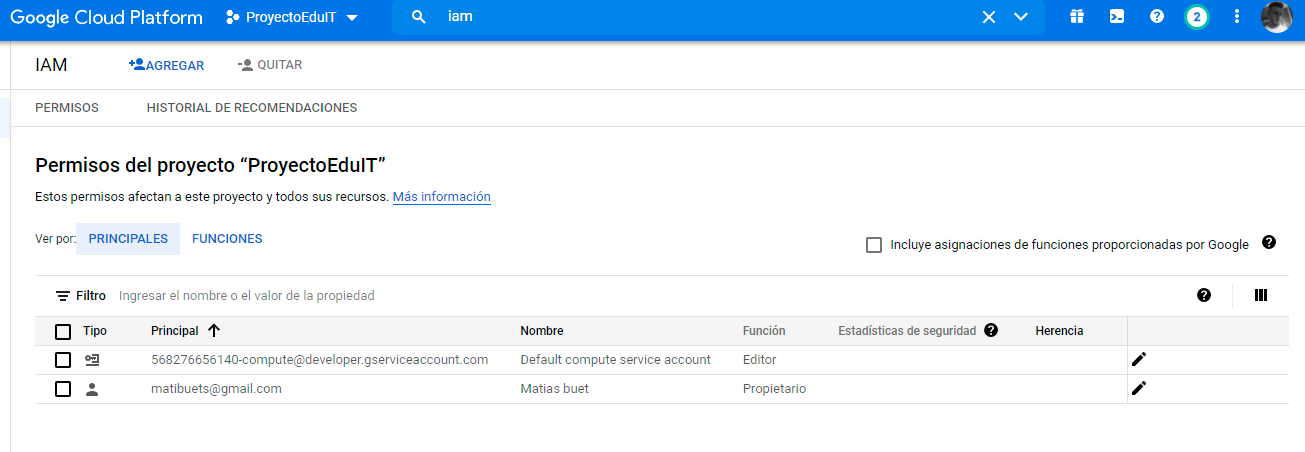 Google Cloud Platform ProyectoEduIT iam 2
IAM AGREGAR QUITAR
PERMISOS HISTORIAL DE RECOMENDACIONES
Permisos del proyecto “ProyectoEduIT”
Estos permisos afectan a este proyecto y todos sus recursos. Más información
Ver por: PRINCIPALES FUNCIONES
Incluye asignaciones de funciones proporcionadas por Google
Filtro Ingresar el nombre o el valor de la propiedad
Tipo Principal Nombre Función Estadísticas de seguridad Herencia
568276656140-compute@developer.gserviceaccount.com Default compute service account Editor
matibuets@gmail.com Matias buet Propietario